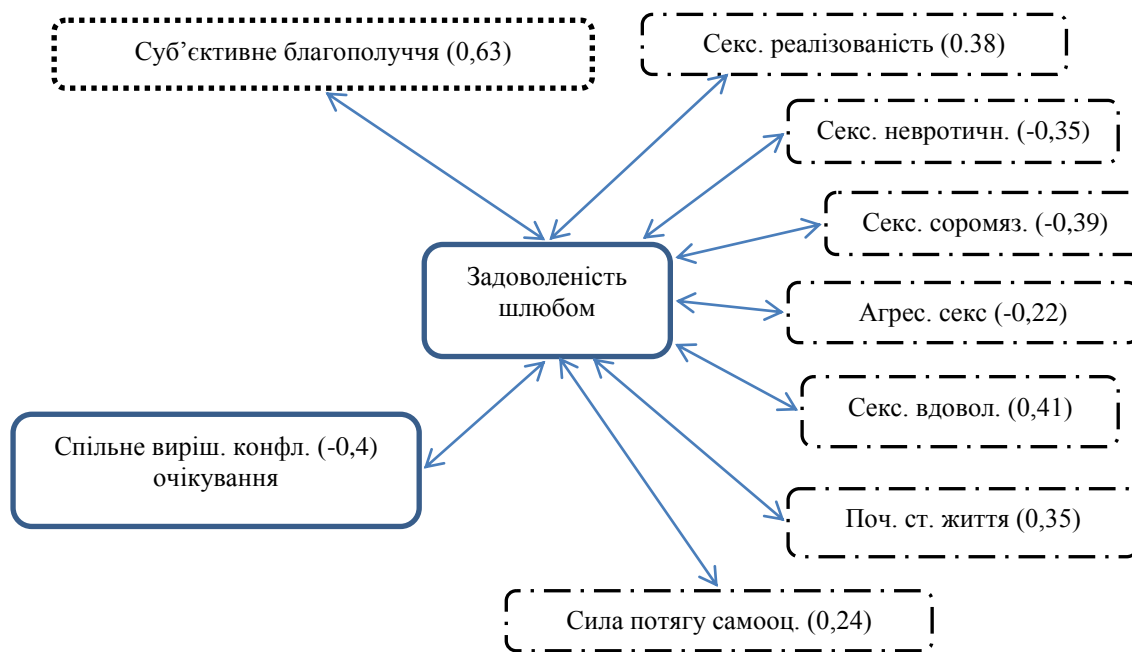 Суб’єктивне благополуччя (0,63)
Секс. реалізованість (0.38)
Секс. невротичн. (-0,35)
Секс. соромяз. (-0,39)
Задоволеність
шлюбом
Агрес. секс (-0,22)
Секс. вдовол. (0,41)
Спільне виріш. конфл. (-0,4)
очікування
Поч. ст. життя (0,35)
Сила потягу самооц. (0,24)